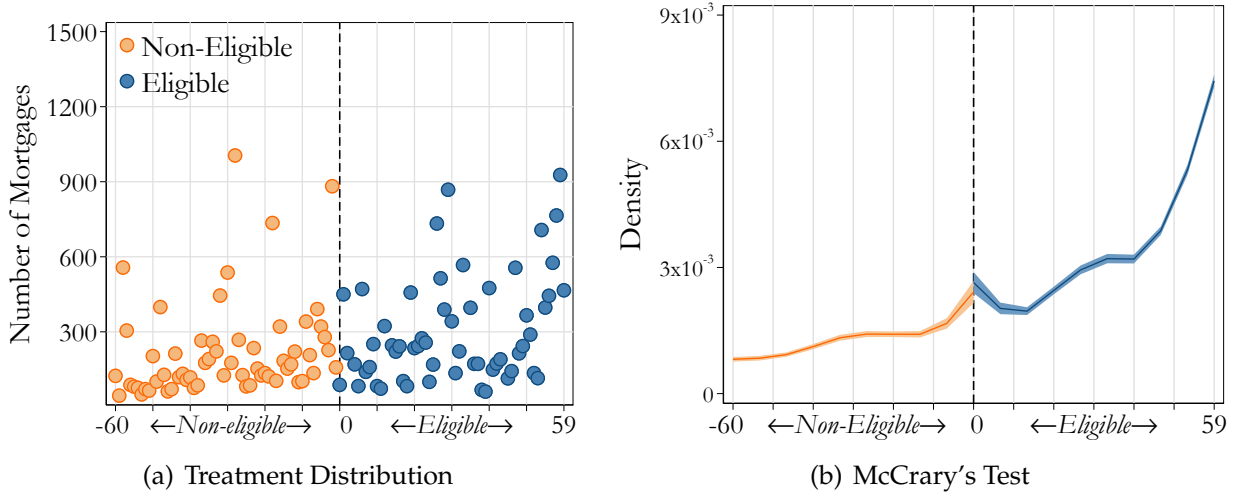 Number of Mortgages
1500
1200
900
600
300
Non-Eligible
Eligible
-60
←Non-eligible→
0
←Eligible→
59
(a) Treatment Distribution
Density
9x10⁻³
6x10⁻³
3x10⁻³
0
-60
←Non-Eligible→
0
←Eligible→
59
(b) McCrary's Test